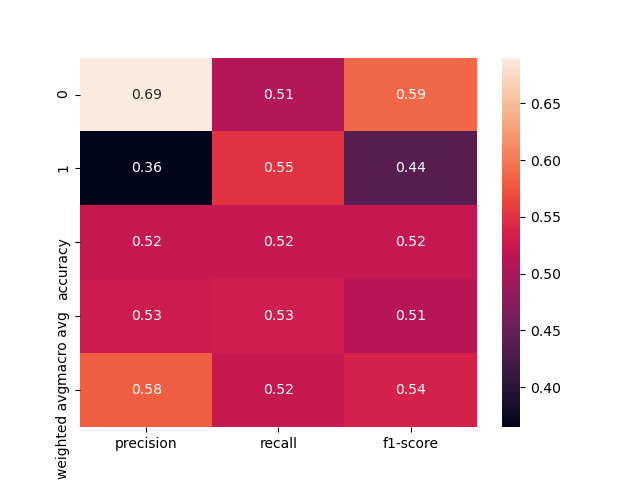 0
0.69 0.51 0.59
1
0.36 0.55 0.44
accuracy
0.52 0.52 0.52
macro avg
0.53 0.53 0.51
weighted avg
0.58 0.52 0.54
precision recall f1-score
0.65
0.60
0.55
0.50
0.45
0.40